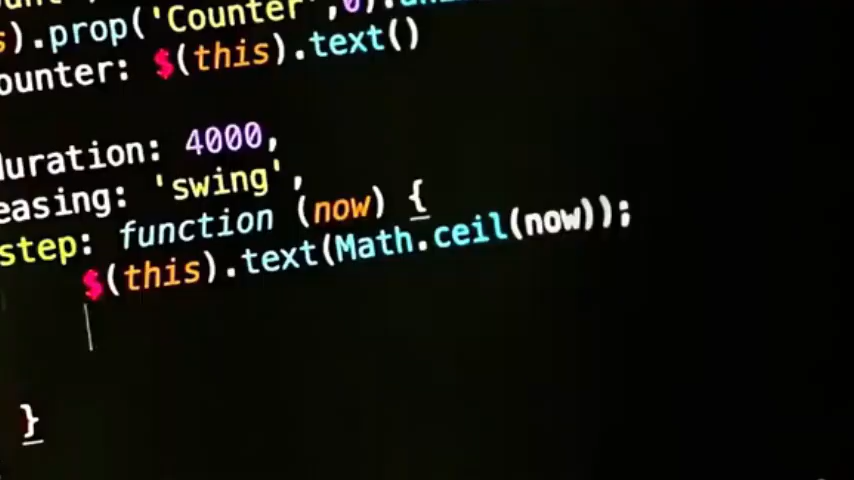 ).prop('Counter',0).
ounter: $(this).text()
duration: 4000,
easing: 'swing',
step: function (now) {
$(this).text(Math.ceil(now));
}